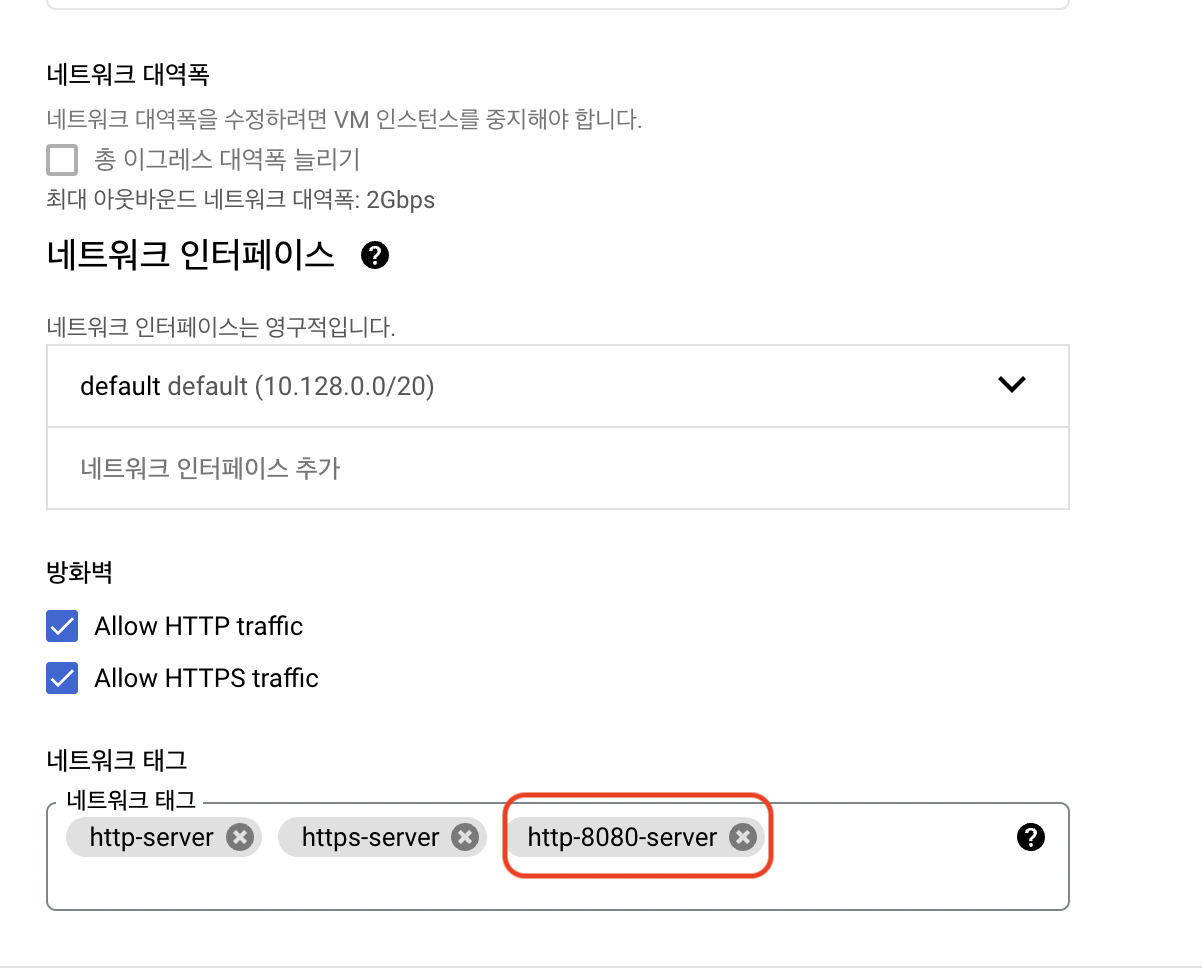 네트워크 대역폭
네트워크 대역폭을 수정하려면 VM 인스턴스를 중지해야 합니다.
총 이그레스 대역폭 늘리기
최대 아웃바운드 네트워크 대역폭: 2Gbps
네트워크 인터페이스
네트워크 인터페이스는 영구적입니다.
default default (10.128.0.0/20)
네트워크 인터페이스 추가
방화벽
Allow HTTP traffic
Allow HTTPS traffic
네트워크 태그
네트워크 태그
http-server https-server http-8080-server